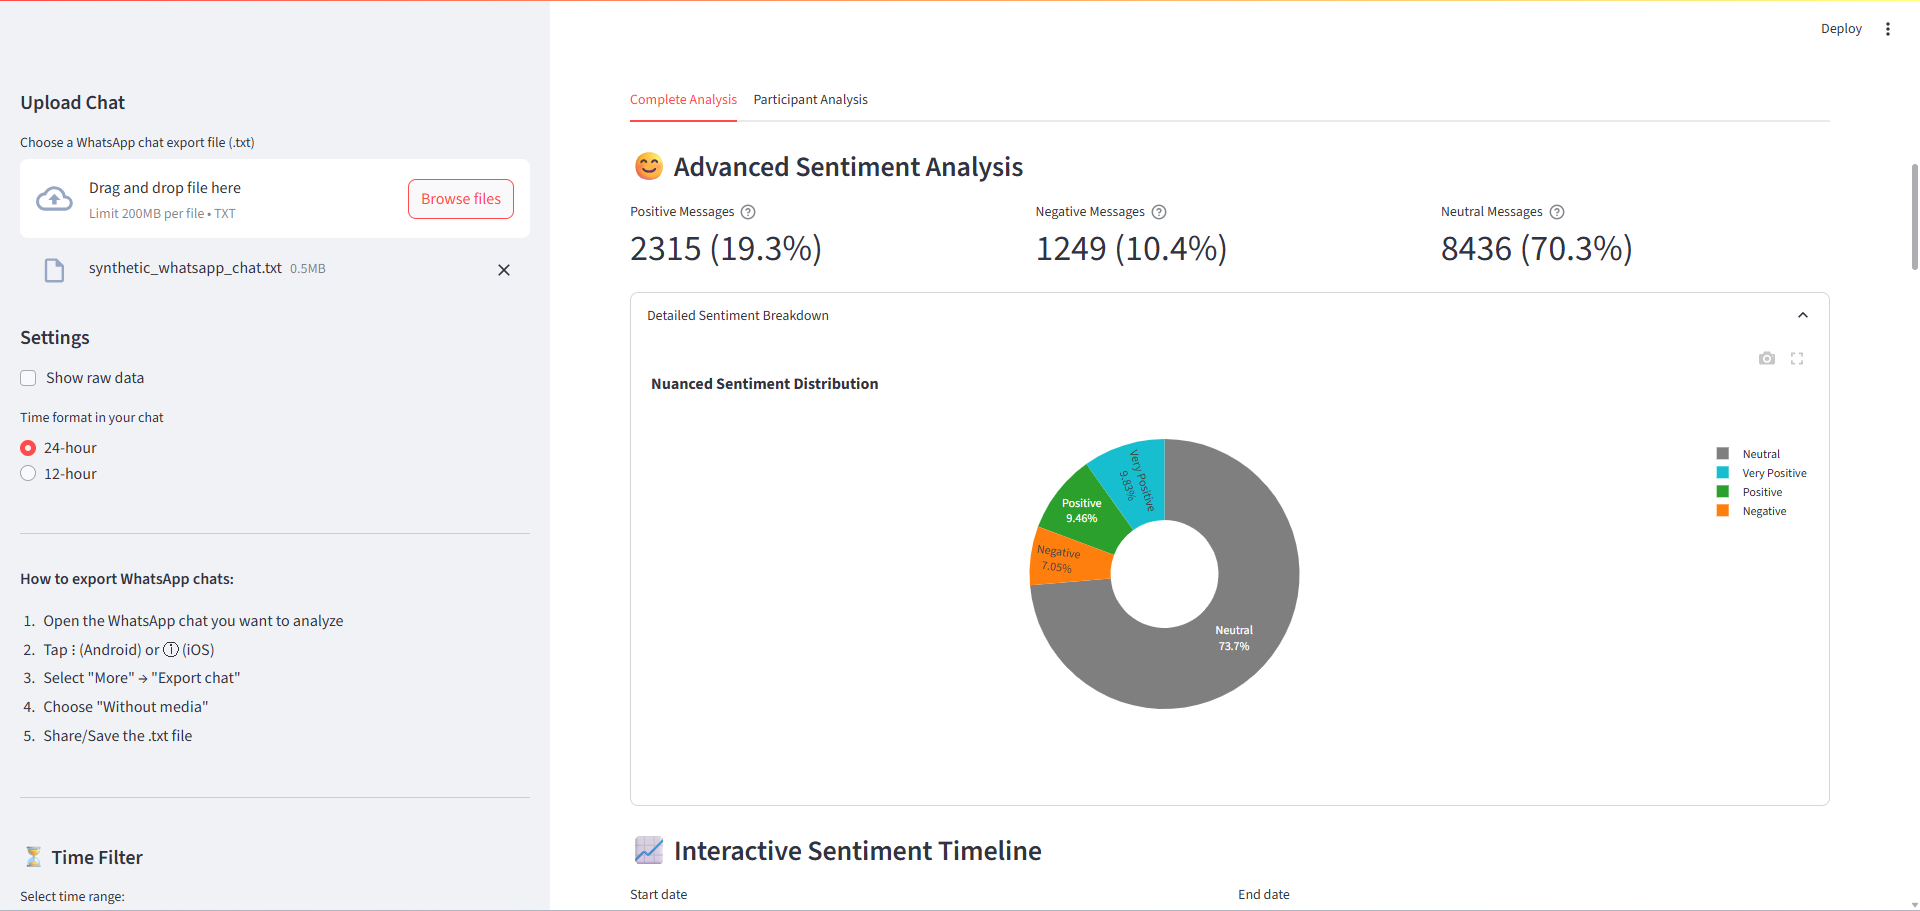 Deploy
Upload Chat
Choose a WhatsApp chat export file (.txt)
Drag and drop file here
Limit 200MB per file • TXT
Browse files
synthetic_whatsapp_chat.txt 0.5MB
Settings
Show raw data
Time format in your chat
24-hour
12-hour
How to export WhatsApp chats:
1. Open the WhatsApp chat you want to analyze
2. Tap ⁝ (Android) or ⓘ (iOS)
3. Select "More" → "Export chat"
4. Choose "Without media"
5. Share/Save the .txt file
⏳ Time Filter
Select time range:
Complete Analysis
Participant Analysis
😊 Advanced Sentiment Analysis
Positive Messages
2315 (19.3%)
Negative Messages
1249 (10.4%)
Neutral Messages
8436 (70.3%)
Detailed Sentiment Breakdown
Nuanced Sentiment Distribution
Very Positive
9.83%
Positive
9.46%
Negative
7.05%
Neutral
73.7%
Neutral
Very Positive
Positive
Negative
📈 Interactive Sentiment Timeline
Start date
End date